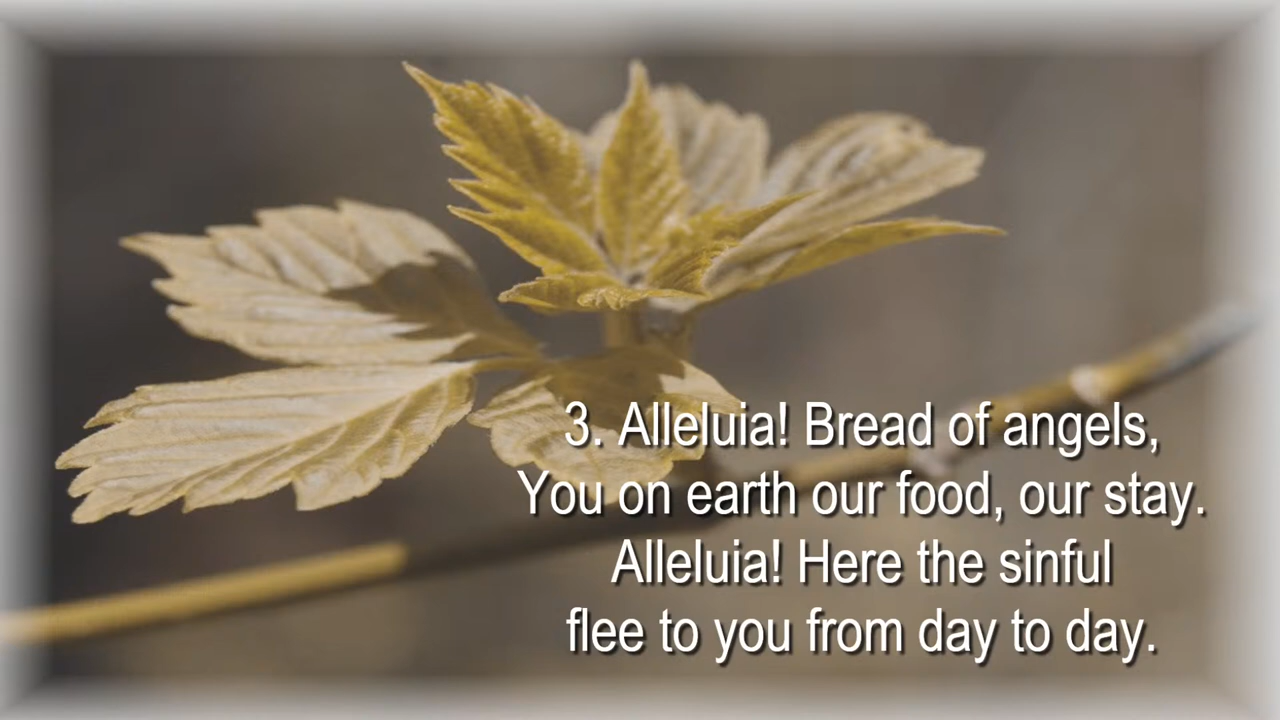 3. Alleluia! Bread of angels,
You on earth our food, our stay.
Alleluia! Here the sinful
flee to you from day to day.